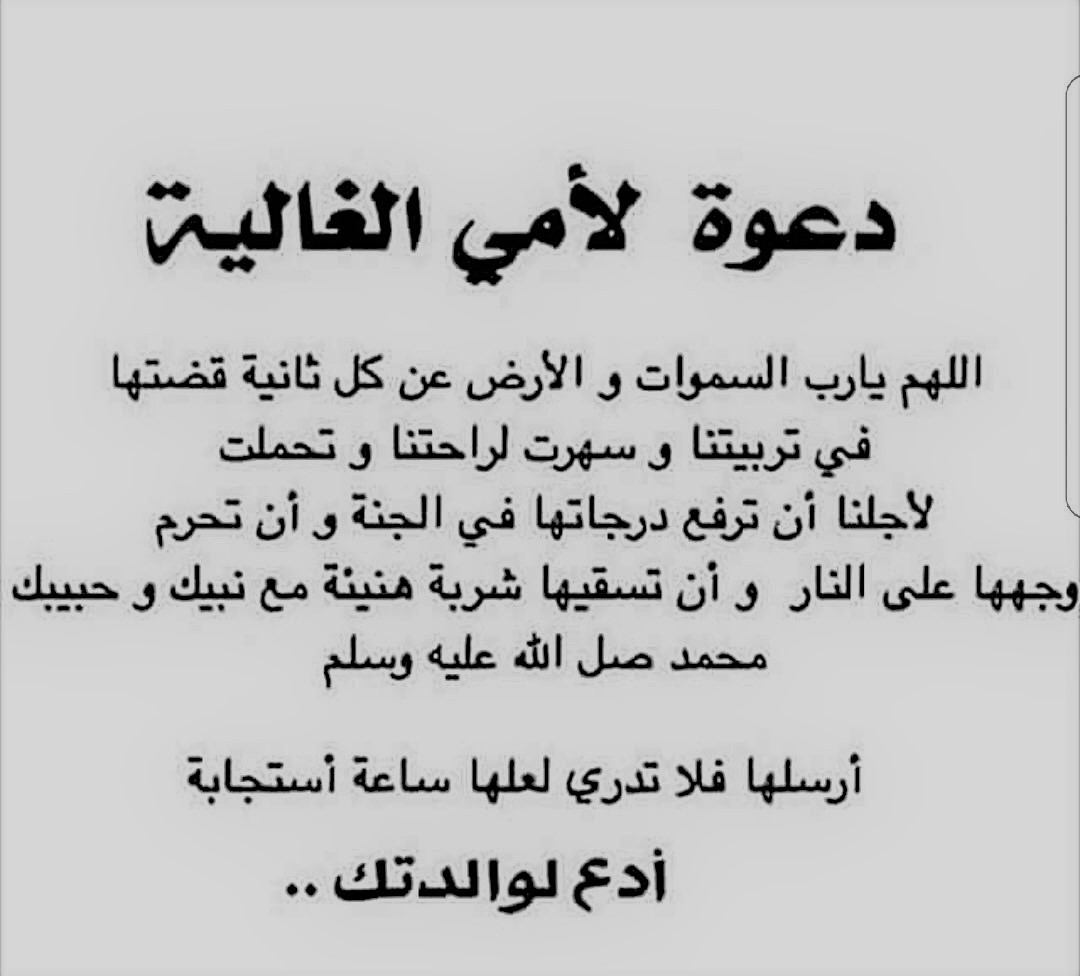 دعوة لأمي الغالية
اللهم يارب السموات و الأرض عن كل ثانية قضتها
في تربيتنا و سهرت لراحتنا و تحملت
لأجلنا أن ترفع درجاتها في الجنة و أن تحرم
وجهها على النار و أن تسقيها شربة هنيئة مع نبيك و حبيبك
محمد صل الله عليه وسلم
أرسلها فلا تدري لعلها ساعة أستجابة
أدع لوالدتك ..